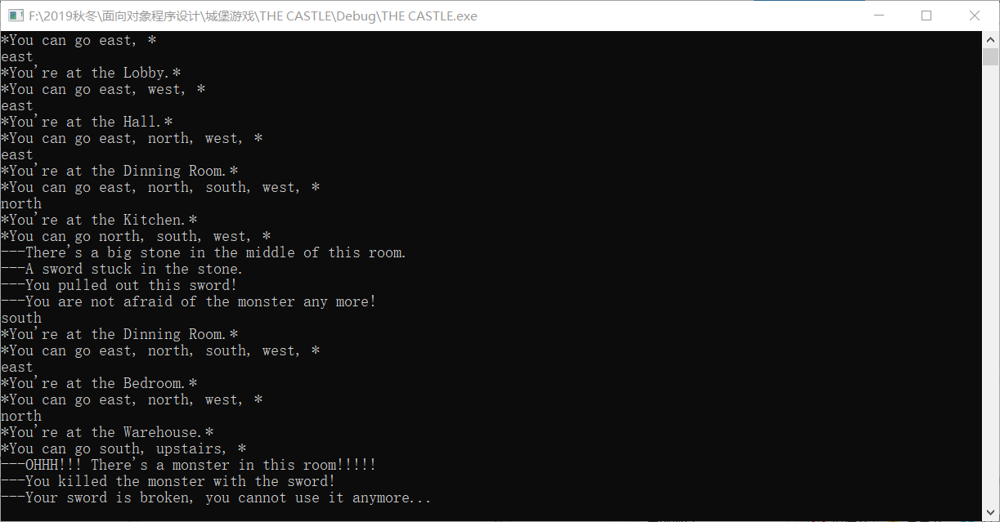 F:\2019秋冬\面向对象程序设计\城堡游戏\THE CASTLE\Debug\THE CASTLE.exe
*You can go east, *
east
*You're at the Lobby.*
*You can go east, west, *
east
*You're at the Hall.*
*You can go east, north, west, *
east
*You're at the Dinning Room.*
*You can go east, north, south, west, *
north
*You're at the Kitchen.*
*You can go north, south, west, *
---There's a big stone in the middle of this room.
---A sword stuck in the stone.
---You pulled out this sword!
---You are not afraid of the monster any more!
south
*You're at the Dinning Room.*
*You can go east, north, south, west, *
east
*You're at the Bedroom.*
*You can go east, north, west, *
north
*You're at the Warehouse.*
*You can go south, upstairs, *
---OHHH!!! There's a monster in this room!!!!!
---You killed the monster with the sword!
---Your sword is broken, you cannot use it anymore...